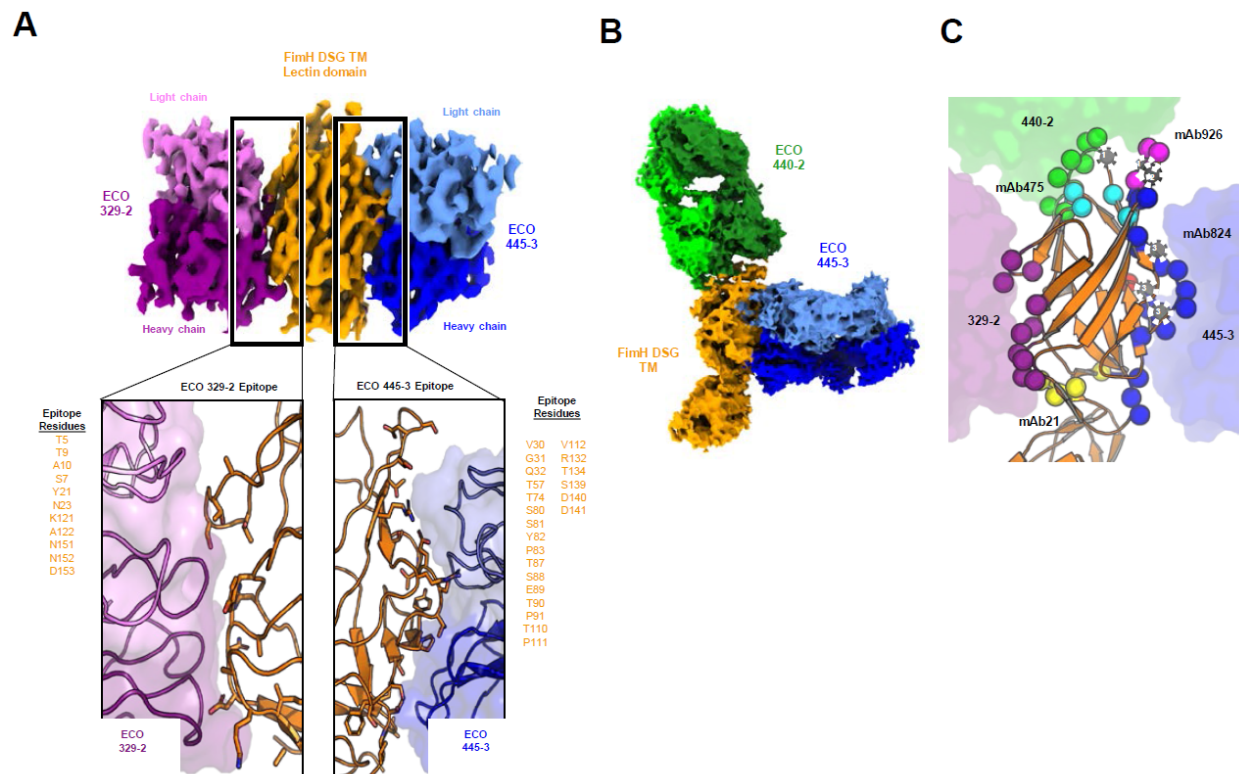 A
FimH DSG TM
Lectin domain
Light chain
Light chain
ECO
329-2
ECO
445-3
Heavy chain
Heavy chain
ECO 329-2 Epitope
ECO 445-3 Epitope
Epitope
Residues
T5
T9
A10
S7
Y21
N23
K121
A122
N151
N152
D153
Epitope
Residues
V30 V112
G31 R132
Q32 T134
T57 S139
T74 D140
S80 D141
S81
Y82
P83
T87
S88
E89
T90
P91
T110
P111
ECO
329-2
ECO
445-3
B
ECO
440-2
ECO
445-3
FimH DSG
TM
C
440-2
mAb926
mAb475
mAb824
329-2
445-3
mAb21